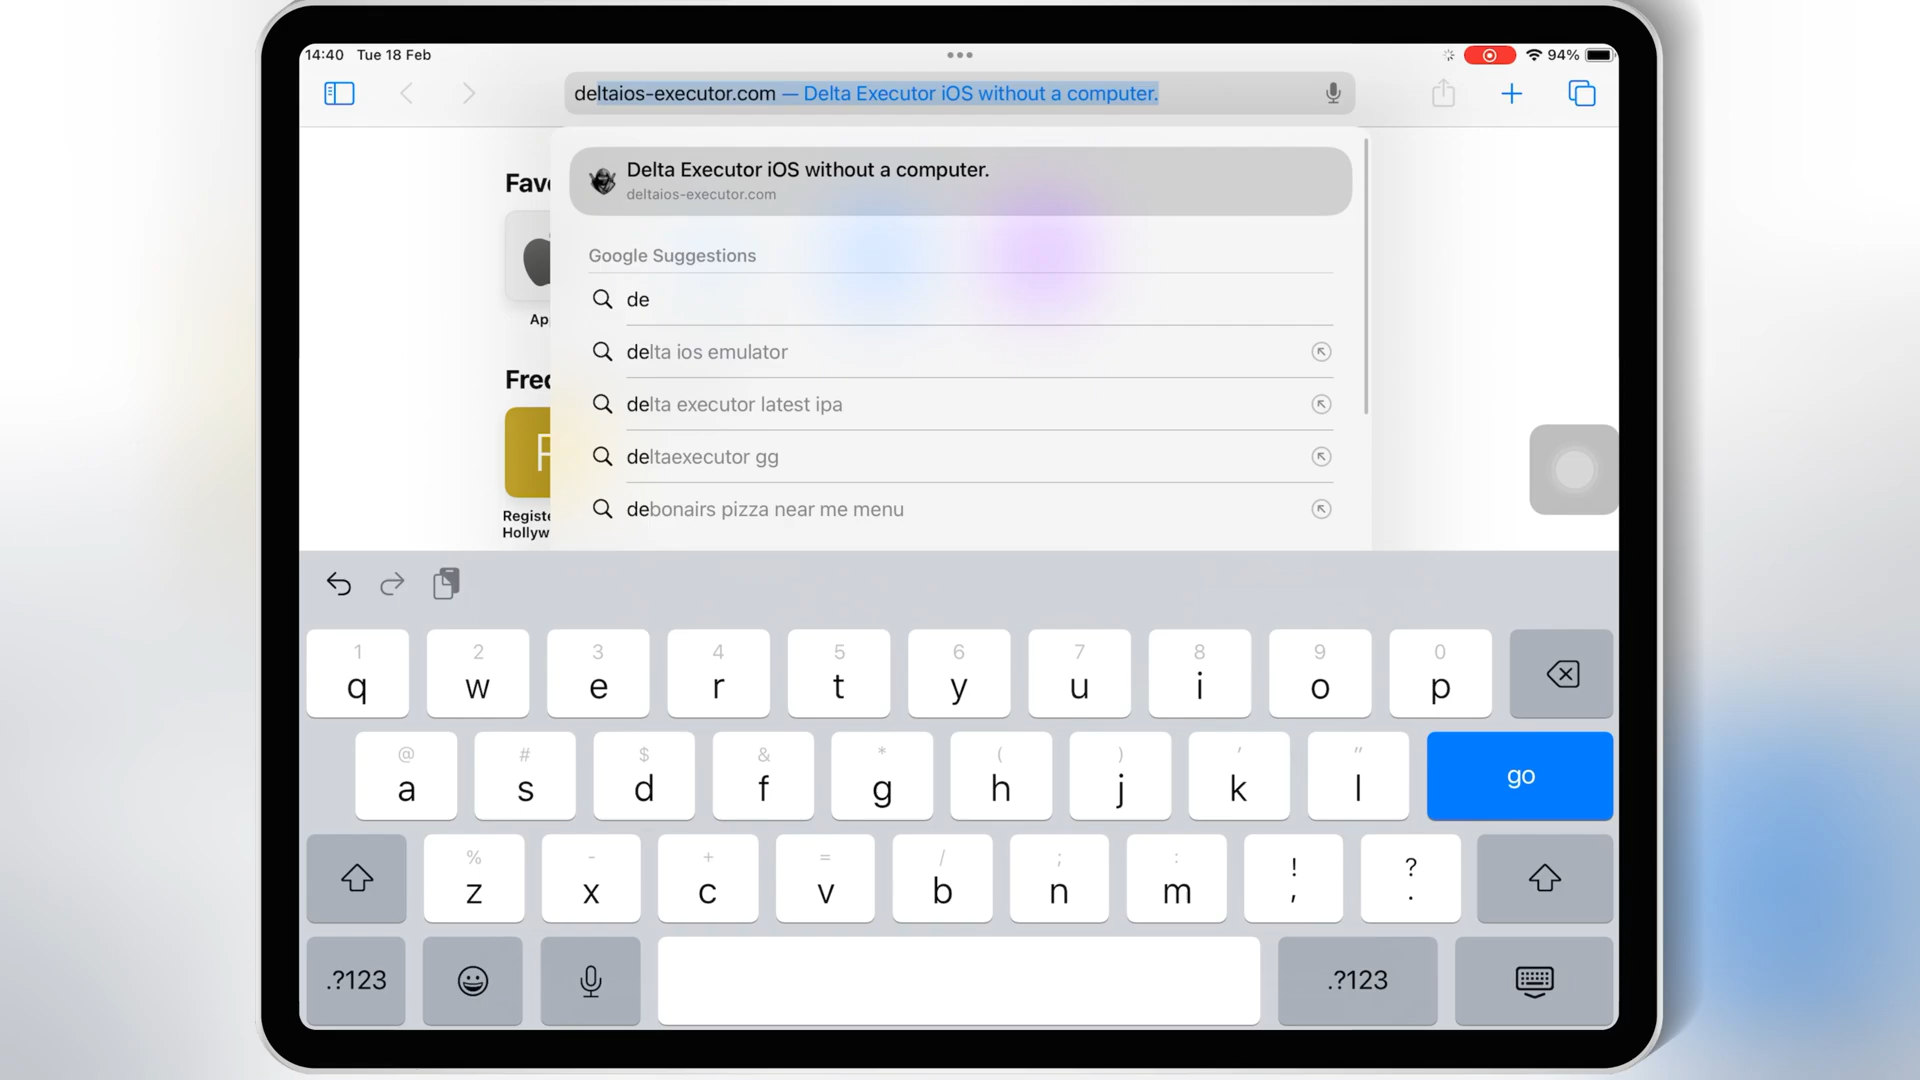 14:40 Tue 18 Feb
94%
deltaios-executor.com — Delta Executor iOS without a computer.
Delta Executor iOS without a computer.
deltaios-executor.com
Google Suggestions
de
delta ios emulator
delta executor latest ipa
deltaexecutor gg
debonairs pizza near me menu
Fav
Ap
Fre
F
Registe
Hollyw
1 2 3 4 5 6 7 8 9 0
q w e r t y u i o p
@ # $ & * ( ) ' "
a s d f g h j k l go
% - + = / ; : ! ?
z x c v b n m , .
.?123 .?123